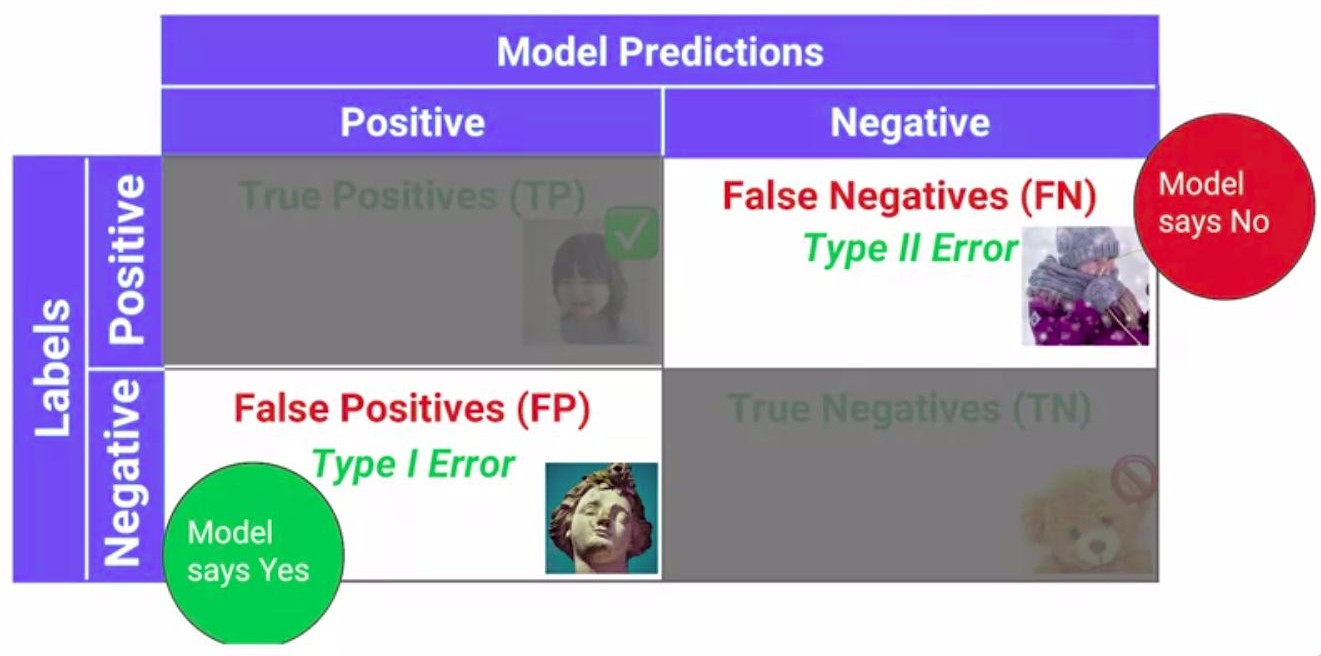 Model Predictions
Positive
Negative
Labels
Positive
True Positives (TP)
False Negatives (FN)
Type II Error
Model
says No
Negative
False Positives (FP)
Type I Error
True Negatives (TN)
Model
says Yes